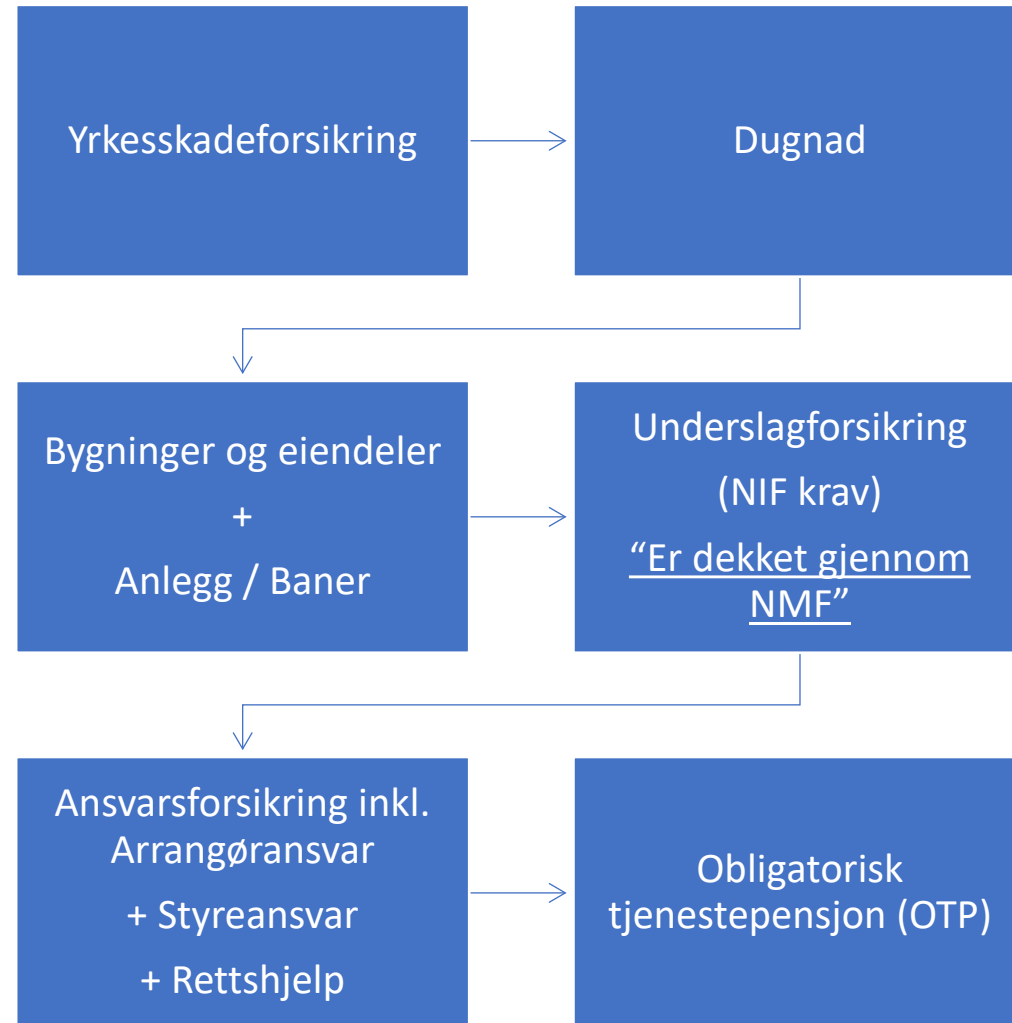 Yrkesskadeforsikring
Dugnad
Bygninger og eiendeler
+
Anlegg / Baner
Underslagforsikring
(NIF krav)
“Er dekket gjennom
NMF”
Ansvarsforsikring inkl.
Arrangøransvar
+ Styreansvar
+ Rettshjelp
Obligatorisk
tjenestepensjon (OTP)